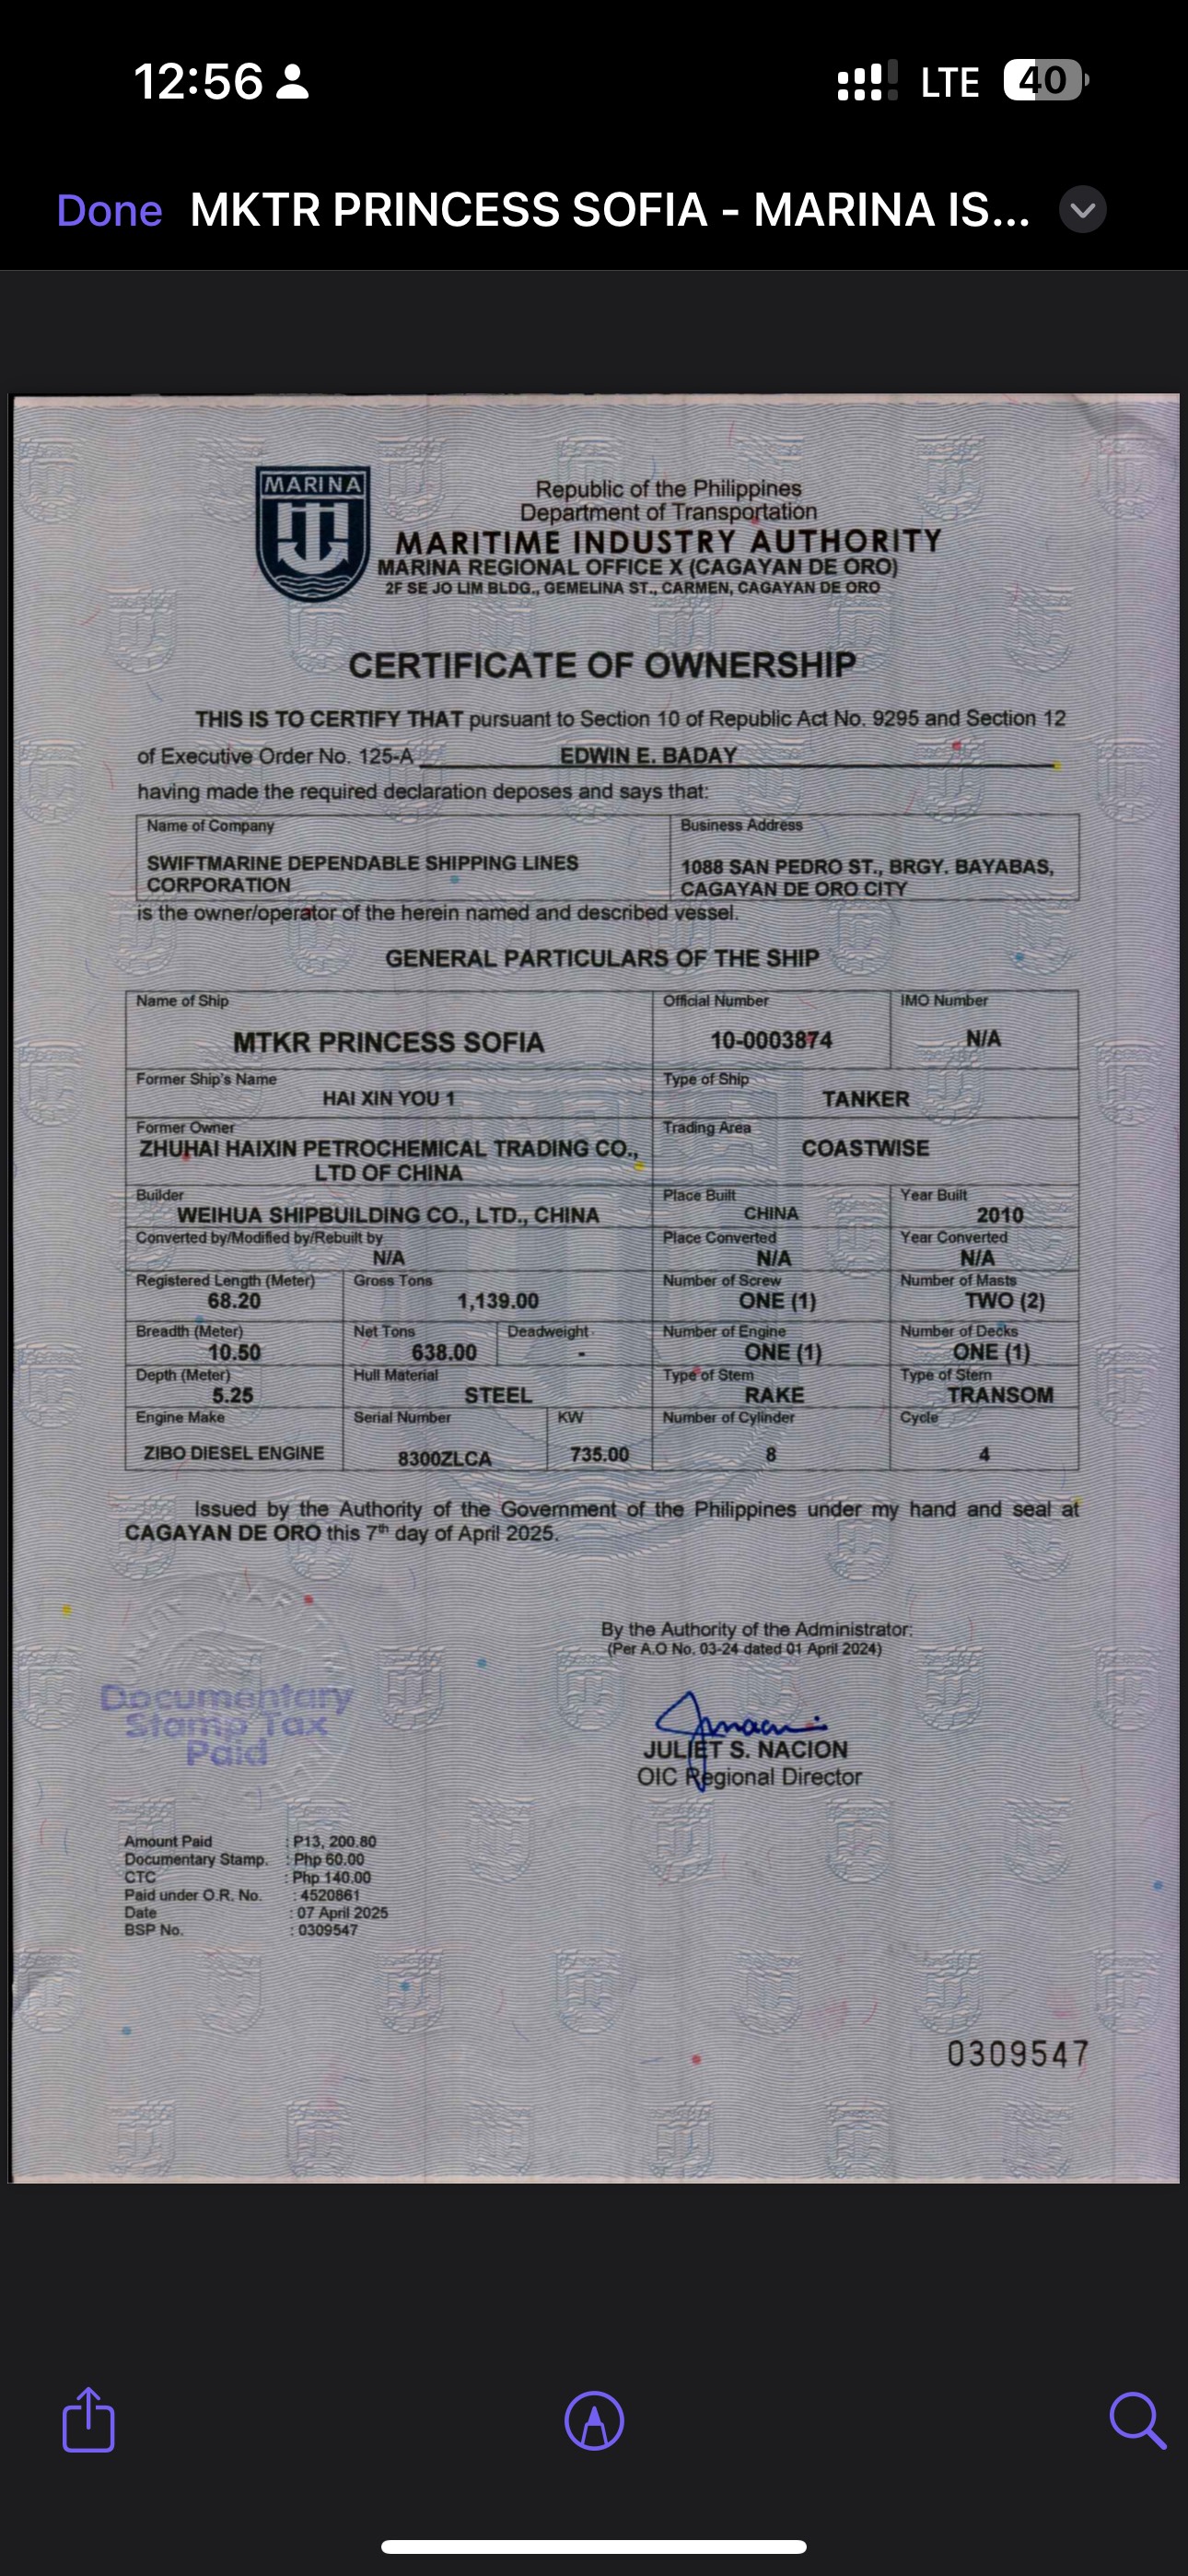 12:56
LTE
40
Done
MKTR PRINCESS SOFIA - MARINA IS...
MARINA
Republic of the Philippines
Department of Transportation
MARITIME INDUSTRY AUTHORITY
MARINA REGIONAL OFFICE X (CAGAYAN DE ORO)
2F SE JO LIM BLDG., GEMELINA ST., CARMEN, CAGAYAN DE ORO
CERTIFICATE OF OWNERSHIP
THIS IS TO CERTIFY THAT pursuant to Section 10 of Republic Act No. 9295 and Section 12
of Executive Order No. 125-A EDWIN E. BADAY
having made the required declaration deposes and says that:
Name of Company
Business Address
SWIFTMARINE DEPENDABLE SHIPPING LINES
CORPORATION
1088 SAN PEDRO ST., BRGY. BAYABAS,
CAGAYAN DE ORO CITY
is the owner/operator of the herein named and described vessel.
GENERAL PARTICULARS OF THE SHIP
Name of Ship
Official Number
IMO Number
MTKR PRINCESS SOFIA
10-0003874
N/A
Former Ship's Name
Type of Ship
HAI XIN YOU 1
TANKER
Former Owner
Trading Area
ZHUHAI HAIXIN PETROCHEMICAL TRADING CO.,
LTD OF CHINA
COASTWISE
Builder
Place Built
Year Built
WEIHUA SHIPBUILDING CO., LTD., CHINA
CHINA
2010
Converted by/Modified by/Rebuilt by
Place Converted
Year Converted
N/A
N/A
N/A
Registered Length (Meter)
Gross Tons
Number of Screw
Number of Masts
68.20
1,139.00
ONE (1)
TWO (2)
Breadth (Meter)
Net Tons
Deadweight
Number of Engine
Number of Decks
10.50
638.00
-
ONE (1)
ONE (1)
Depth (Meter)
Hull Material
Type of Stem
Type of Stern
5.25
STEEL
RAKE
TRANSOM
Engine Make
Serial Number
KW
Number of Cylinder
Cycle
ZIBO DIESEL ENGINE
8300ZLCA
735.00
8
4
Issued by the Authority of the Government of the Philippines under my hand and seal at
CAGAYAN DE ORO this 7th day of April 2025.
By the Authority of the Administrator:
(Per A.O No. 03-24 dated 01 April 2024)
Documentary
Stamp Tax
Paid
JULIET S. NACION
OIC Regional Director
Amount Paid : P13, 200.80
Documentary Stamp. : Php 60.00
CTC : Php 140.00
Paid under O.R. No. : 4520861
Date : 07 April 2025
BSP No. : 0309547
0309547